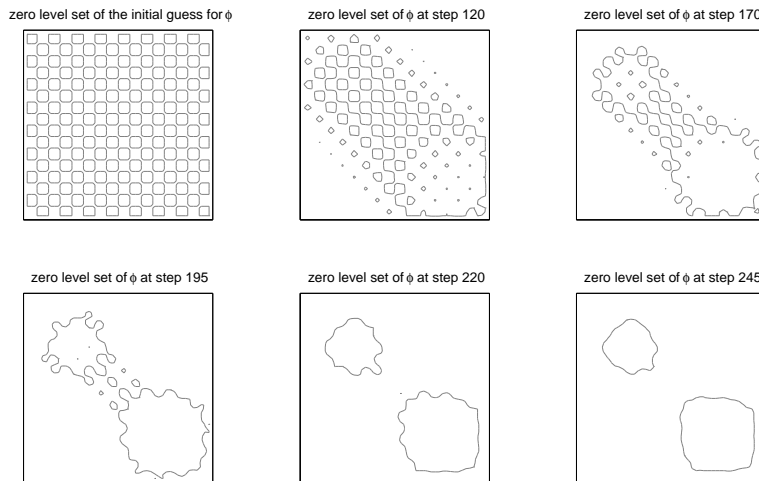 zero level set of the initial guess for ϕ
zero level set of ϕ at step 120
zero level set of ϕ at step 170
zero level set of ϕ at step 195
zero level set of ϕ at step 220
zero level set of ϕ at step 245